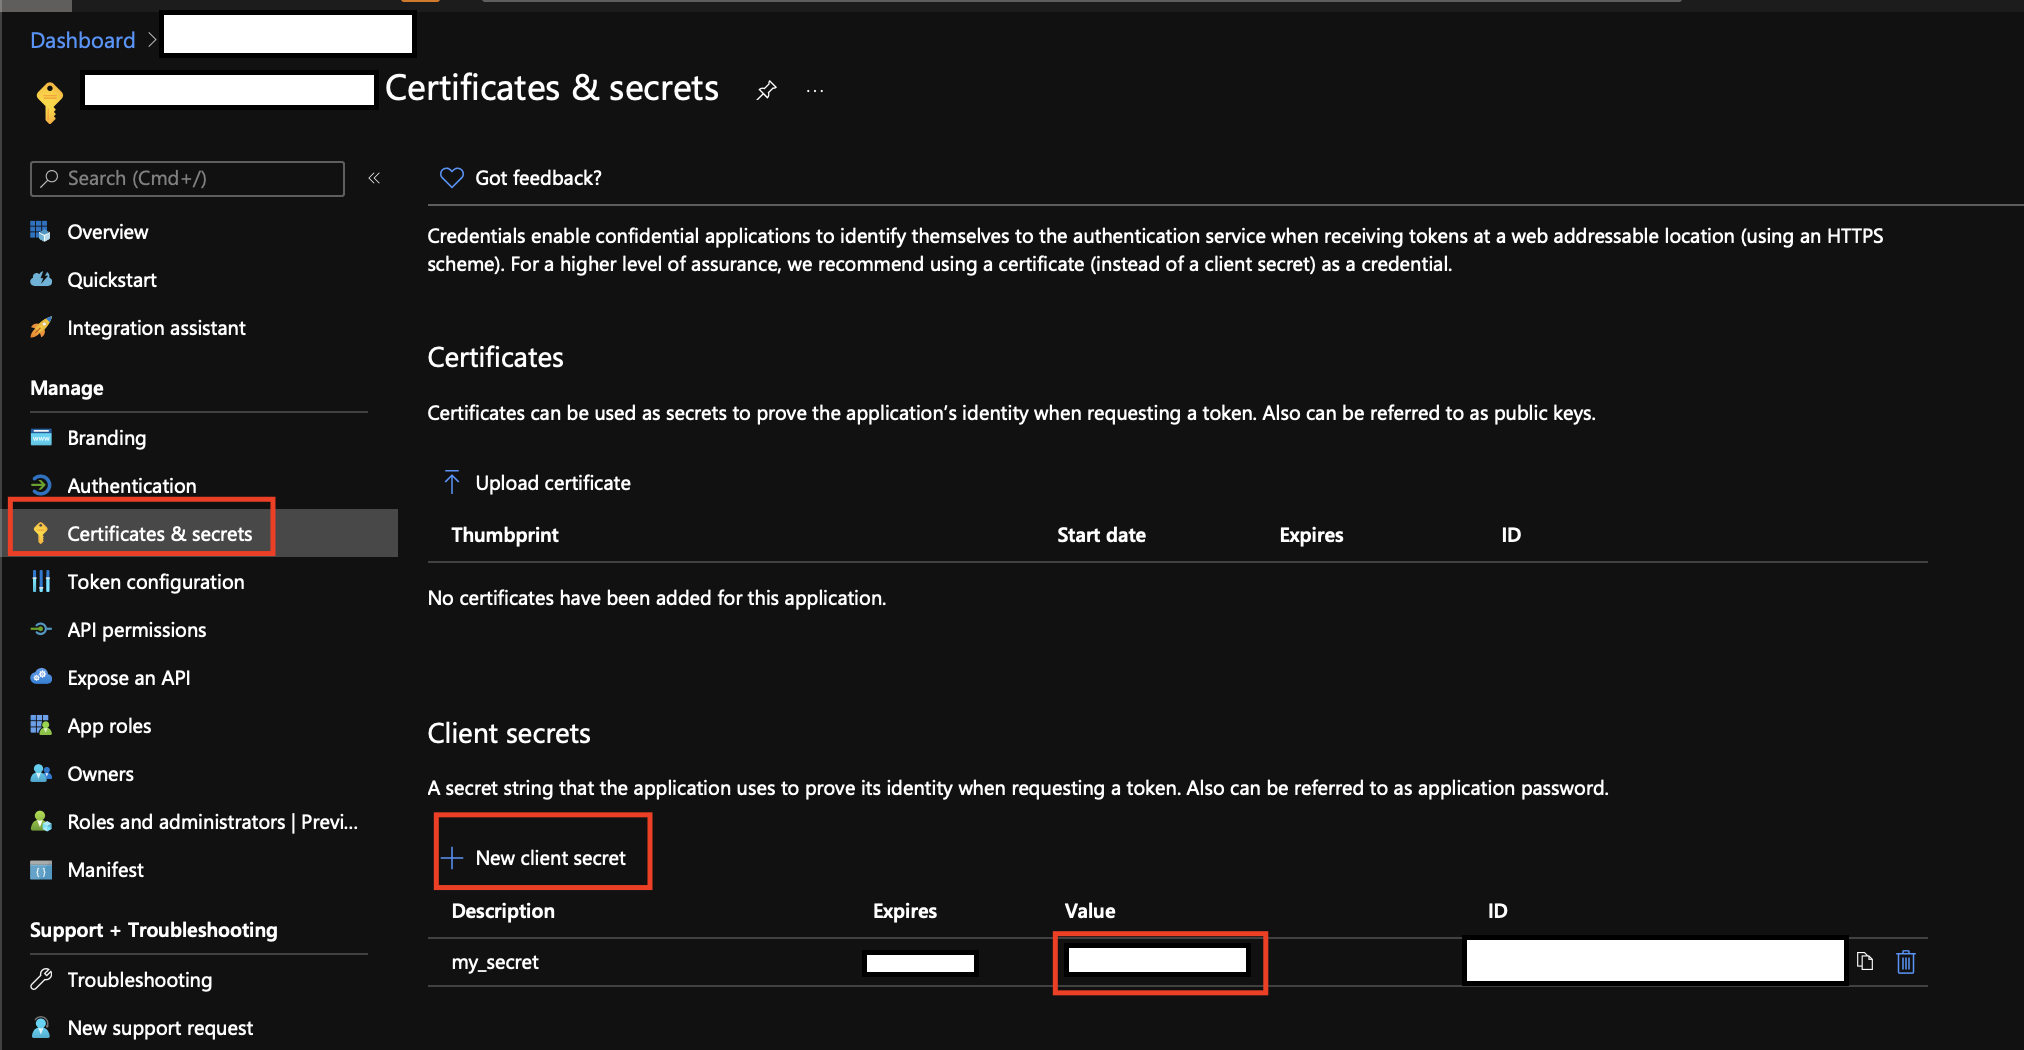 Dashboard >
Certificates & secrets ...
Search (Cmd+/) «
Got feedback?
Overview
Quickstart
Integration assistant
Manage
Branding
Authentication
Certificates & secrets
Token configuration
API permissions
Expose an API
App roles
Owners
Roles and administrators | Previ...
Manifest
Support + Troubleshooting
Troubleshooting
New support request
Credentials enable confidential applications to identify themselves to the authentication service when receiving tokens at a web addressable location (using an HTTPS
scheme). For a higher level of assurance, we recommend using a certificate (instead of a client secret) as a credential.
Certificates
Certificates can be used as secrets to prove the application’s identity when requesting a token. Also can be referred to as public keys.
Upload certificate
Thumbprint Start date Expires ID
No certificates have been added for this application.
Client secrets
A secret string that the application uses to prove its identity when requesting a token. Also can be referred to as application password.
New client secret
Description Expires Value ID
my_secret